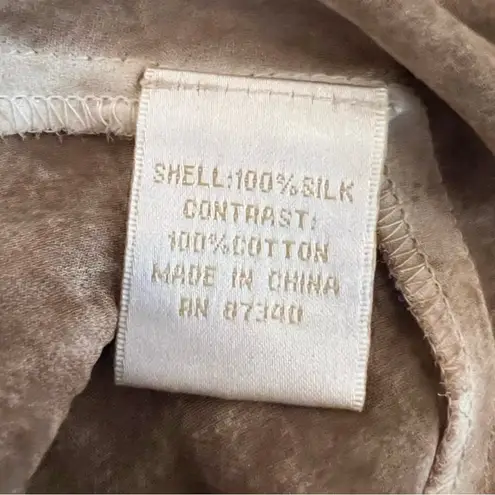 SHELL:100%SILK
CONTRAST:
100%COTTON
MADE IN CHINA
RN 87340